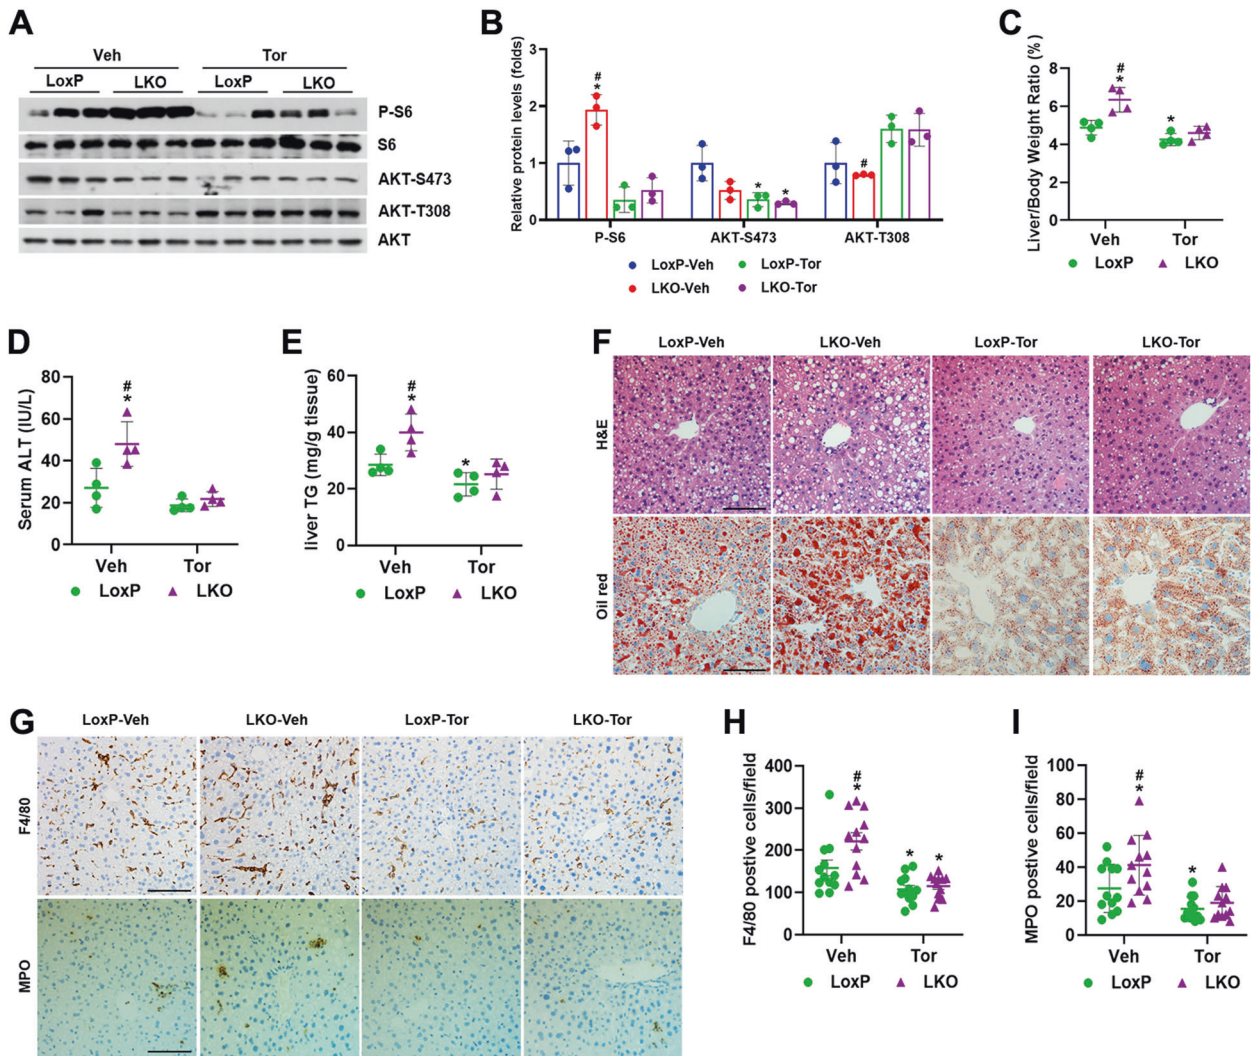 A
Veh Tor
LoxP LKO LoxP LKO
P-S6
S6
AKT-S473
AKT-T308
AKT
B
Relative protein levels (folds)
3
2
1
0
# * # * *
P-S6 AKT-S473 AKT-T308
LoxP-Veh LoxP-Tor
LKO-Veh LKO-Tor
C
Liver/Body Weight Ratio (%)
8
6
4
2
0
# * *
Veh Tor
LoxP LKO
D
Serum ALT (IU/L)
80
60
40
20
0
# *
Veh Tor
LoxP LKO
E
liver TG (mg/g tissue)
60
40
20
0
# * *
Veh Tor
LoxP LKO
F
LoxP-Veh LKO-Veh LoxP-Tor LKO-Tor
H&E
Oil red
G
LoxP-Veh LKO-Veh LoxP-Tor LKO-Tor
F4/80
MPO
H
F4/80 postive cells/field
400
300
200
100
0
# * * *
Veh Tor
LoxP LKO
I
MPO postive cells/field
100
80
60
40
20
0
# * *
Veh Tor
LoxP LKO